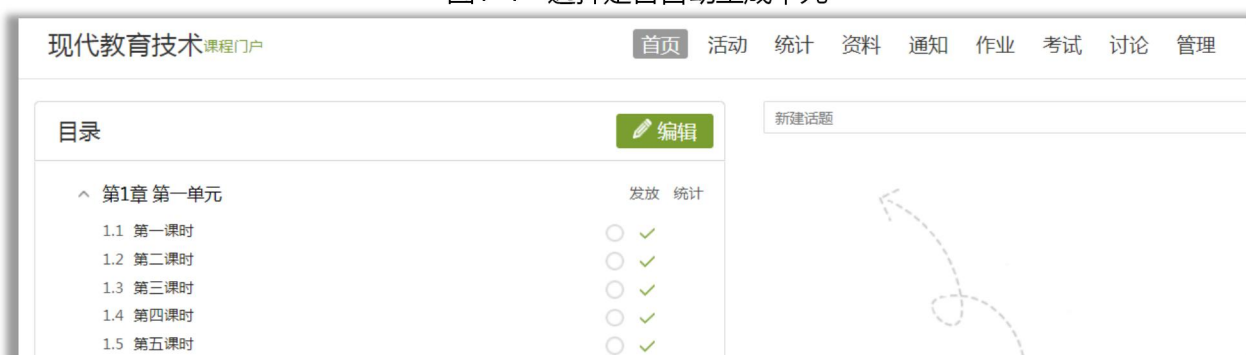 现代教育技术课程门户
首页 活动 统计 资料 通知 作业 考试 讨论 管理
目录
编辑
新建话题
第1章 第一单元
发放 统计
1.1 第一课时
1.2 第二课时
1.3 第三课时
1.4 第四课时
1.5 第五课时